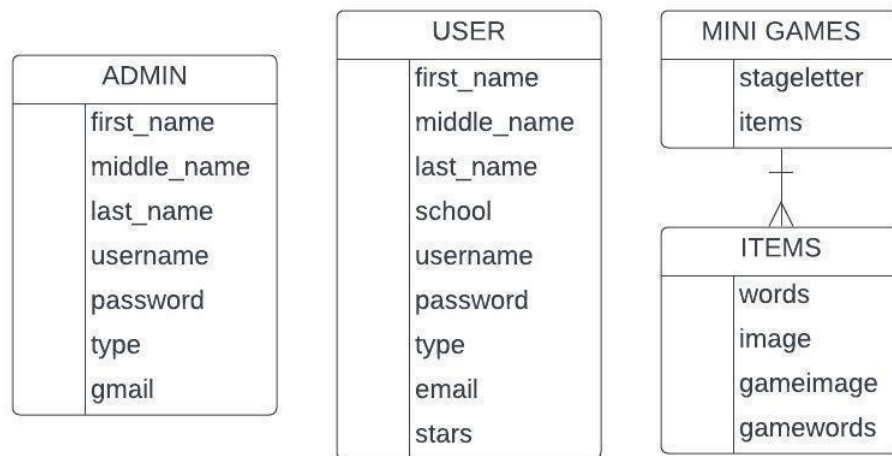 ADMIN
first_name
middle_name
last_name
username
password
type
gmail
USER
first_name
middle_name
last_name
school
username
password
type
email
stars
MINI GAMES
stageletter
items
ITEMS
words
image
gameimage
gamewords